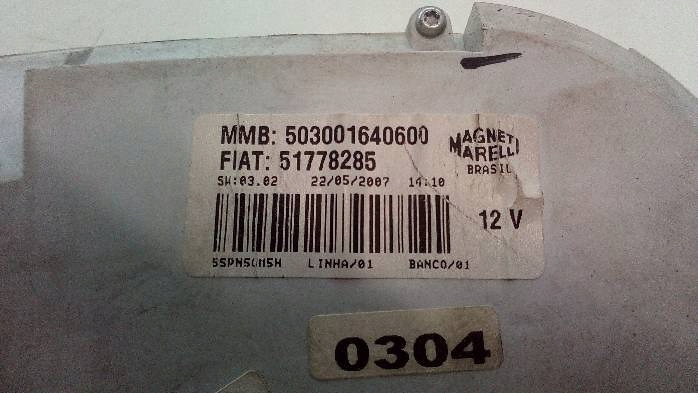 MMB: 503001640600
FIAT: 51778285
MAGNETI
MARELLI
BRASIL
SW:03.02 22/05/2007 14:10
12 V
LINHA/01 BANCO/01
0304